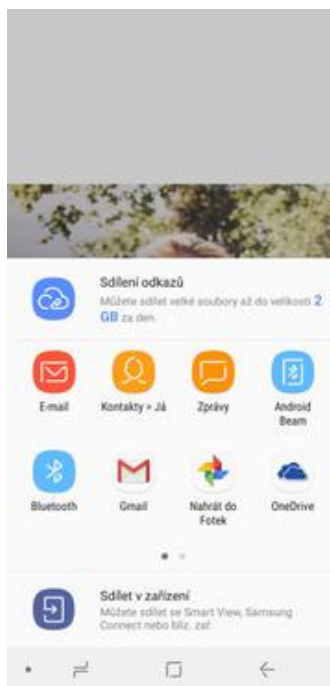 Sdílení odkazů
Můžete sdílet velké soubory až do velikosti 2
GB za den.
E-mail
Kontakty > Já
Zprávy
Android
Beam
Bluetooth
Gmail
Nahrát do
Fotek
OneDrive
Sdílet v zařízení
Můžete sdílet se Smart View, Samsung
Connect nebo blíz. zař.